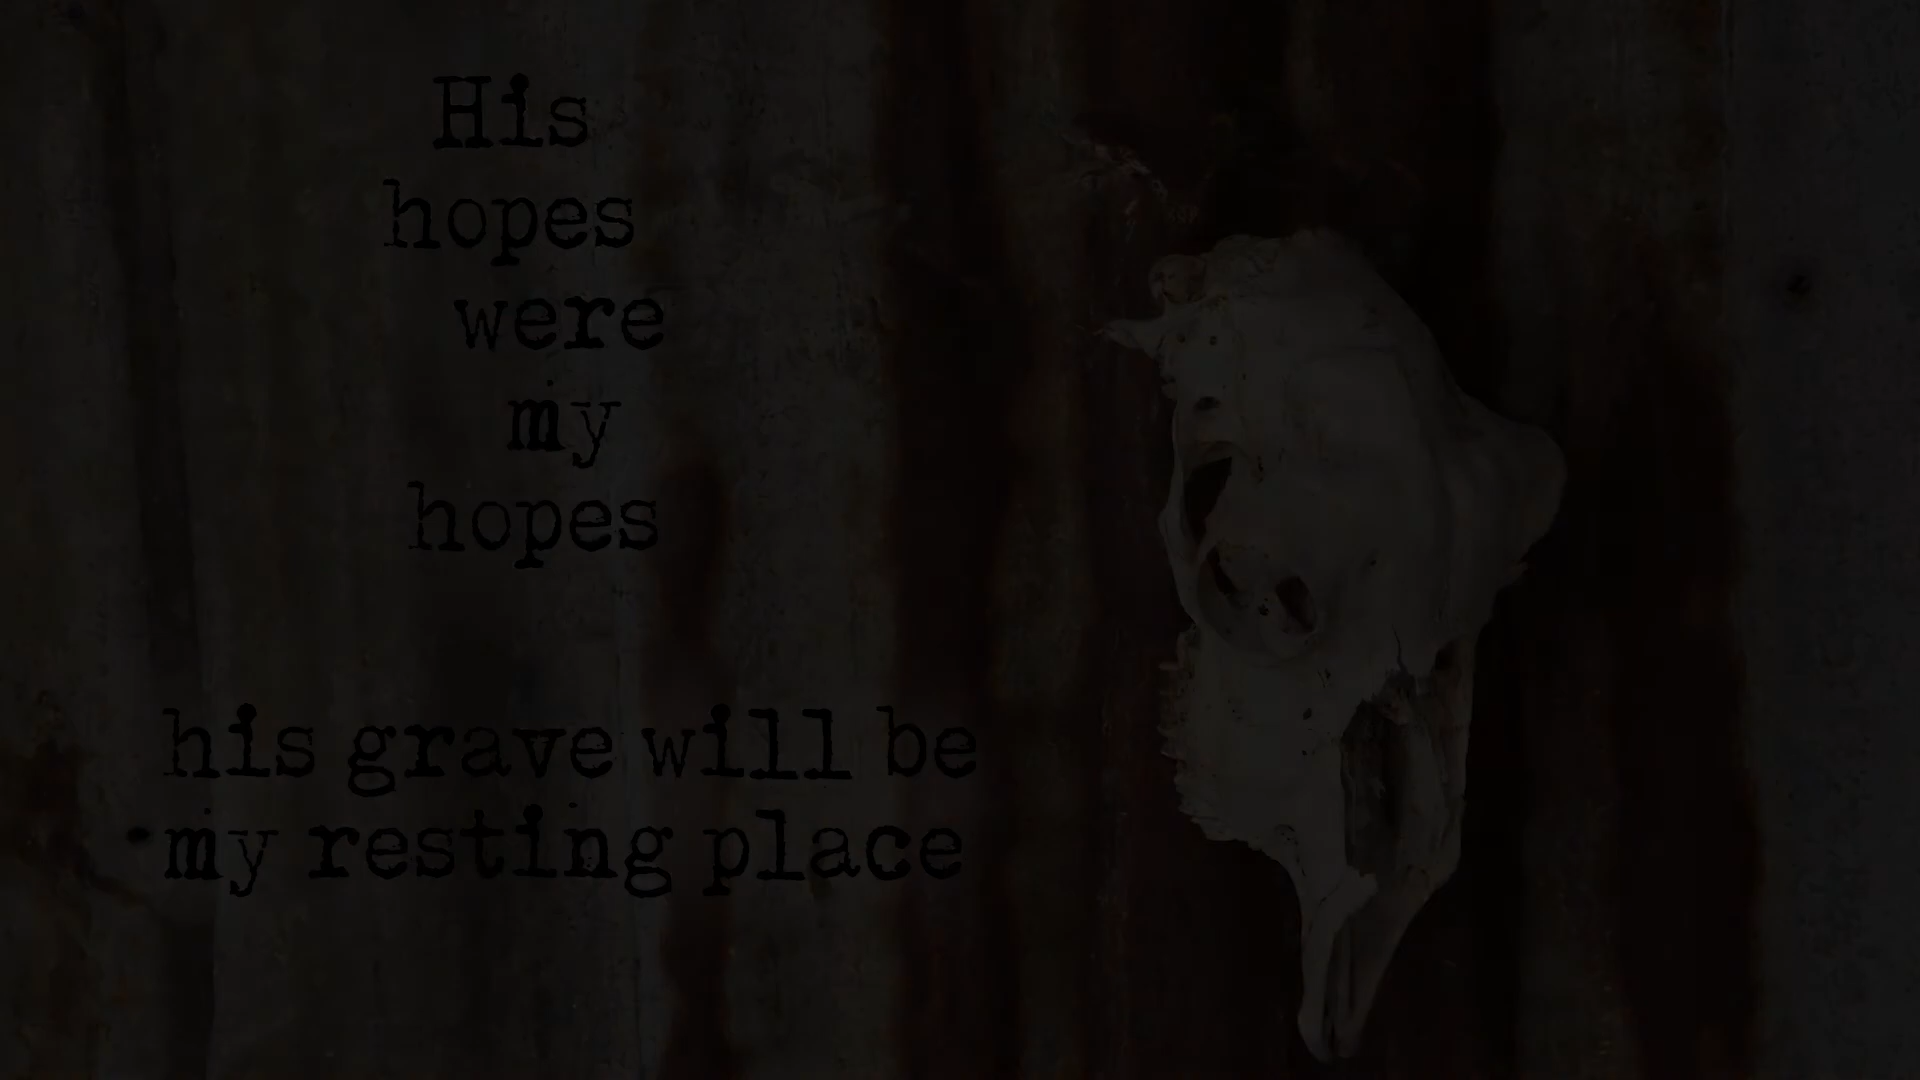 His
hopes
were
my
hopes
his grave will be
my resting place